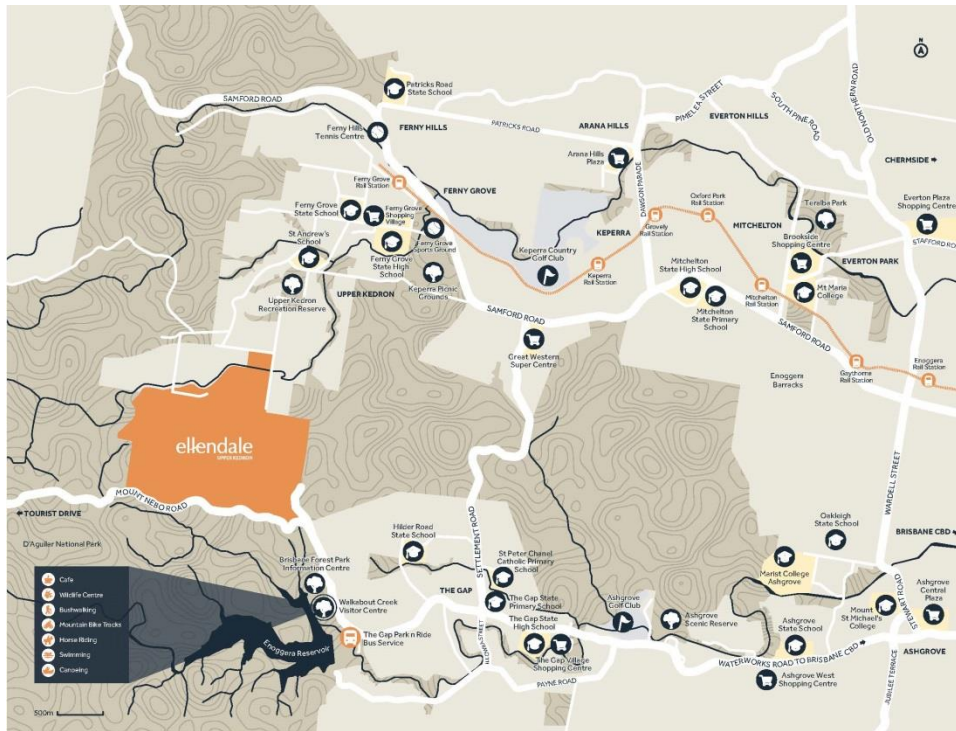 N
A
Patricks Road
State School
SAMFORD ROAD
Ferny Hills
Tennis Centre
FERNY HILLS
PATRICKS ROAD
ARANA HILLS
PIMELEA STREET
EVERTON HILLS
SOUTH PINE ROAD
OLD NORTHERN ROAD
CHERMSIDE
Arana Hills
Plaza
DAWSON PARADE
Ferny Grove
Rail Station
FERNY GROVE
Ferny Grove
State School
Ferny Grove
Shopping
Village
St Andrew's
School
Ferny Grove
State High
School
Ferny Grove
Sports Ground
Keperra Picnic
Grounds
Upper Kedron
Recreation Reserve
UPPER KEDRON
Keperra Country
Golf Club
KEPERRA
Keperra
Rail Station
Grovely
Rail Station
Oxford Park
Rail Station
MITCHELTON
Teralba Park
Everton Plaza
Shopping Centre
STAFFORD RD
Brookside
Shopping Centre
EVERTON PARK
Mt Maria
College
Mitchelton
State High School
Mitchelton
State Primary
School
Mitchelton
Rail Station
SAMFORD ROAD
SAMFORD ROAD
Great Western
Super Centre
Enoggera
Barracks
Gaythorne
Rail Station
Enoggera
Rail Station
ellendale
UPPER KEDRON
MOUNT NEBO ROAD
TOURIST DRIVE
D'Aguilar National Park
SETTLEMENT ROAD
WARDELL STREET
Hilder Road
State School
Oakleigh
State School
BRISBANE CBD
Brisbane Forest Park
Information Centre
St Peter Chanel
Catholic Primary
School
Marist College
Ashgrove
Walkabout Creek
Visitor Centre
THE GAP
The Gap State
Primary School
Ashgrove
Golf Club
Ashgrove
Scenic Reserve
Mount
St Michael's
College
STEWART ROAD
Ashgrove
Central
Plaza
The Gap Park n Ride
Bus Service
The Gap State
High School
The Gap Village
Shopping Centre
PAYNE ROAD
Ashgrove
State School
ASHGROVE
WATERWORKS ROAD TO BRISBANE CBD
Ashgrove West
Shopping Centre
JUBILEE TERRACE
Enoggera Reservoir
Cafe
Wildlife Centre
Bushwalking
Mountain Bike Tracks
Horse Riding
Swimming
Canoeing
500m